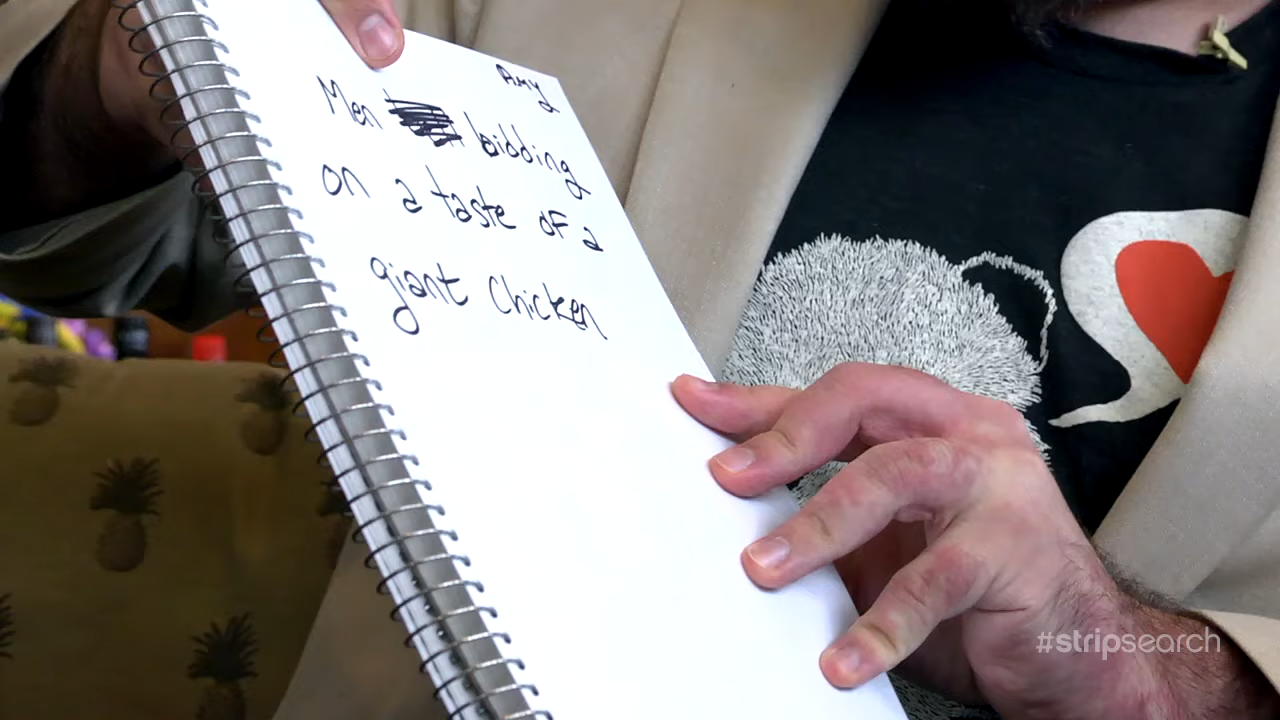 Amy
Men bidding
on a taste of a
giant chicken
#stripsearch